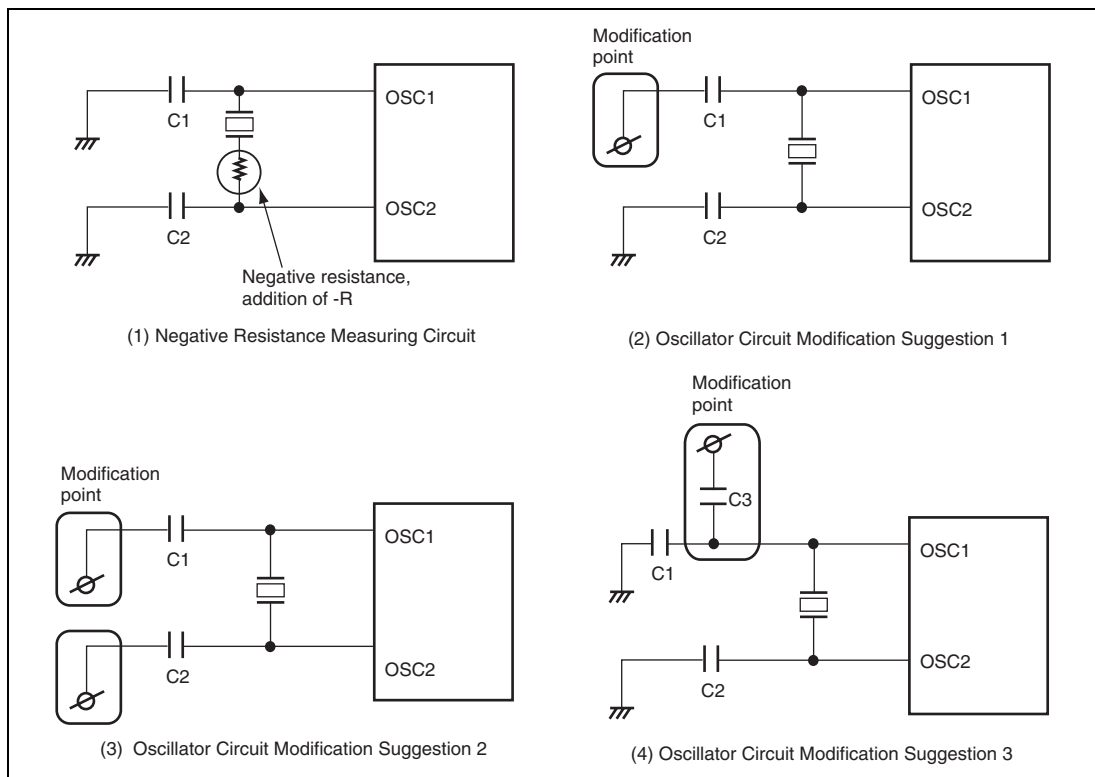 OSC1
C1
OSC2
C2
Negative resistance,
addition of -R
(1) Negative Resistance Measuring Circuit
Modification
point
OSC1
C1
OSC2
C2
(2) Oscillator Circuit Modification Suggestion 1
Modification
point
OSC1
C1
OSC2
C2
(3) Oscillator Circuit Modification Suggestion 2
Modification
point
C3
OSC1
C1
OSC2
C2
(4) Oscillator Circuit Modification Suggestion 3